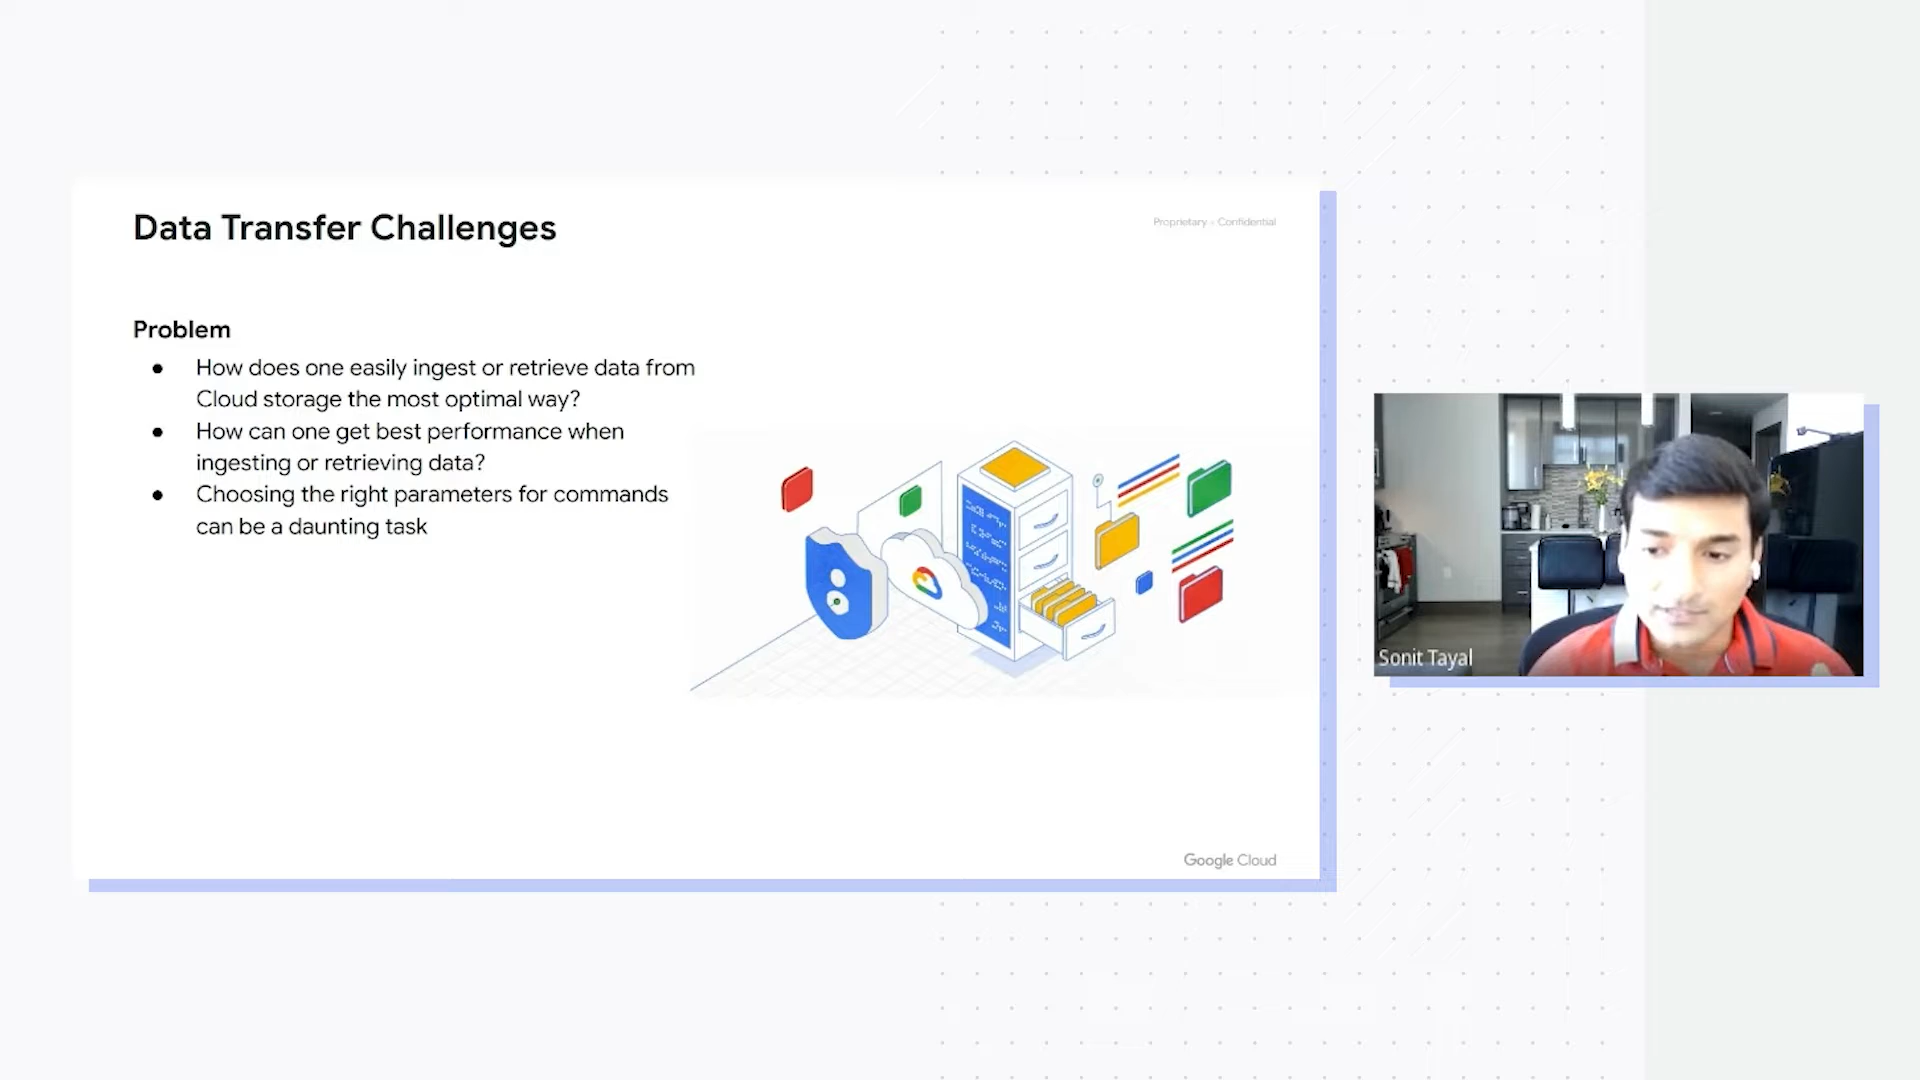 Data Transfer Challenges
Proprietary + Confidential
Problem
● How does one easily ingest or retrieve data from
Cloud storage the most optimal way?
● How can one get best performance when
ingesting or retrieving data?
● Choosing the right parameters for commands
can be a daunting task
Google Cloud
Sonit Tayal